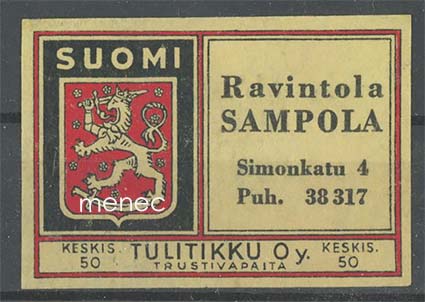 SUOMI
Ravintola
SAMPOLA
Simonkatu 4
Puh. 38 317
menec
KESKIS. 50
TULITIKKU Oy.
TRUSTIVAPAITA
KESKIS. 50